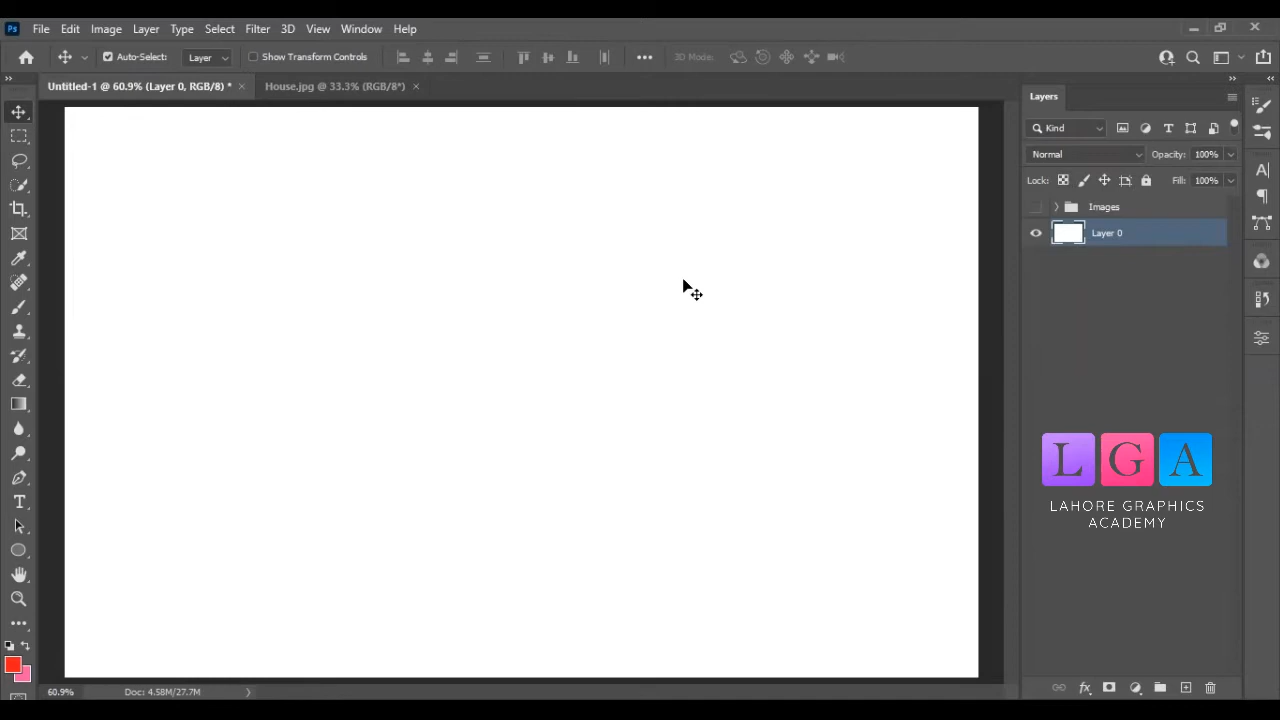 Ps File Edit Image Layer Type Select Filter 3D View Window Help
Auto-Select: Layer Show Transform Controls 3D Mode:
Untitled-1 @ 60.9% (Layer 0, RGB/8) * × House.jpg @ 33.3% (RGB/8*) ×
Layers
Kind
Normal Opacity: 100%
Lock: Fill: 100%
Images
Layer 0
L G A
LAHORE GRAPHICS
ACADEMY
60.9% Doc: 4.58M/27.7M